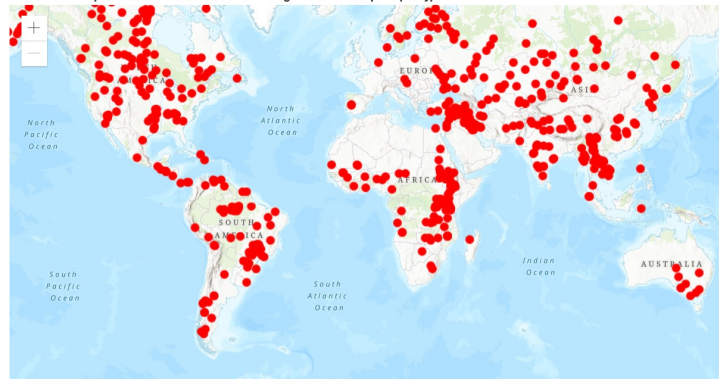 +
−
EUROPE
ASIA
North
Pacific
Ocean
North
Atlantic
Ocean
AFRICA
SOUTH
AMERICA
AMERICA
South
Pacific
Ocean
South
Atlantic
Ocean
Indian
Ocean
AUSTRALIA